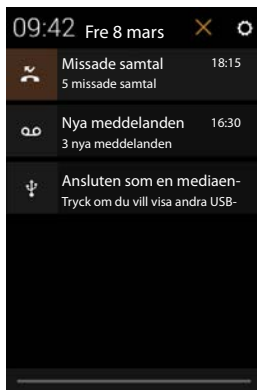 09:42 Fre 8 mars
Missade samtal 18:15
5 missade samtal
Nya meddelanden 16:30
3 nya meddelanden
Ansluten som en mediaen-
Tryck om du vill visa andra USB-